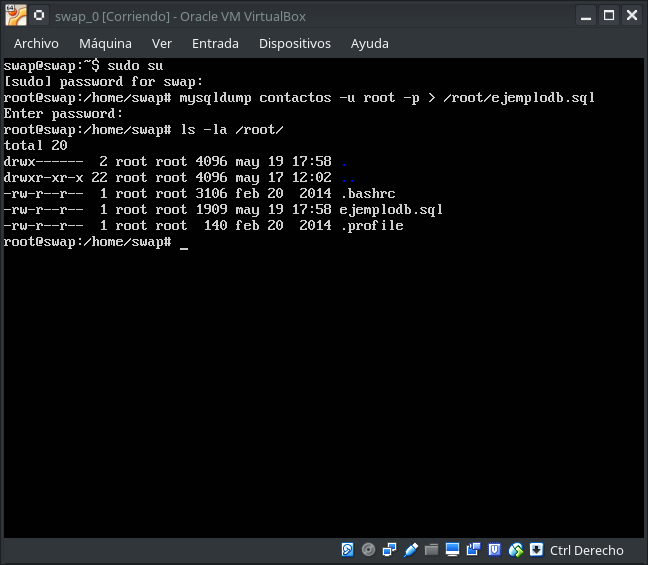 swap_0 [Corriendo] - Oracle VM VirtualBox
Archivo Máquina Ver Entrada Dispositivos Ayuda
swap@swap:~$ sudo su
[sudo] password for swap:
root@swap:/home/swap# mysqldump contactos -u root -p > /root/ejemplodb.sql
Enter password:
root@swap:/home/swap# ls -la /root/
total 20
drwx------  2 root root 4096 may 19 17:58 .
drwxr-xr-x 22 root root 4096 may 17 12:02 ..
-rw-r--r--  1 root root 3106 feb 20  2014 .bashrc
-rw-r--r--  1 root root 1909 may 19 17:58 ejemplodb.sql
-rw-r--r--  1 root root  140 feb 20  2014 .profile
root@swap:/home/swap# _
Ctrl Derecho